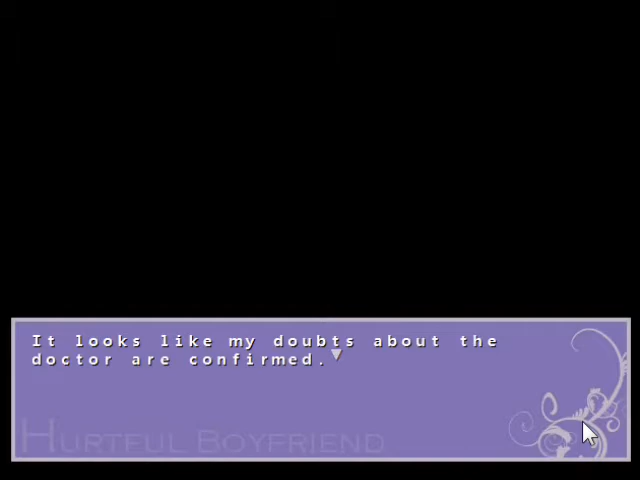 It looks like my doubts about the
doctor are confirmed.
HURTFUL BOYFRIEND